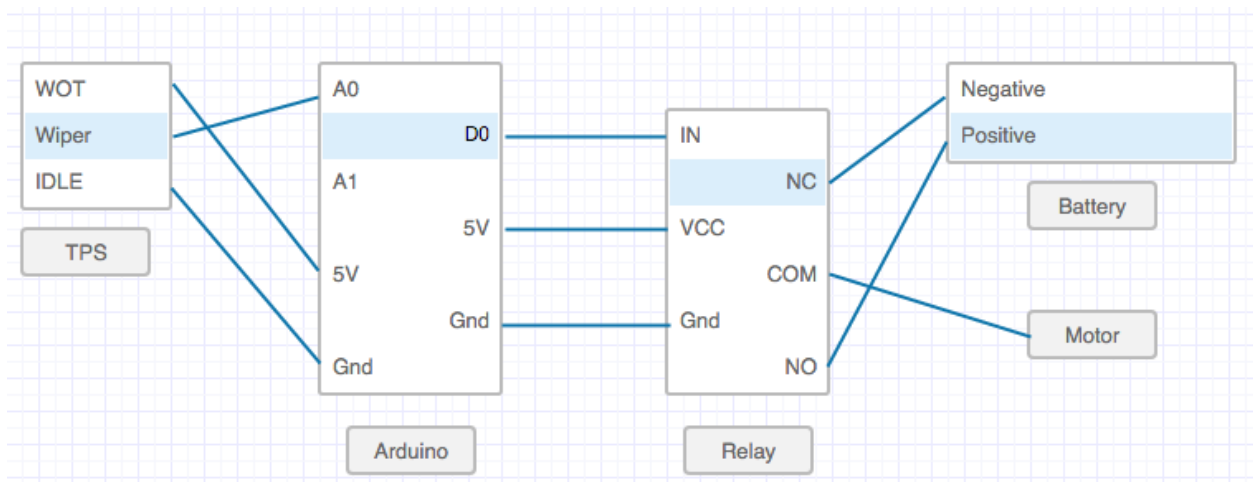 WOT
Wiper
IDLE
TPS
A0
D0
A1
5V
5V
Gnd
Gnd
Arduino
IN
NC
VCC
COM
Gnd
NO
Relay
Negative
Positive
Battery
Motor